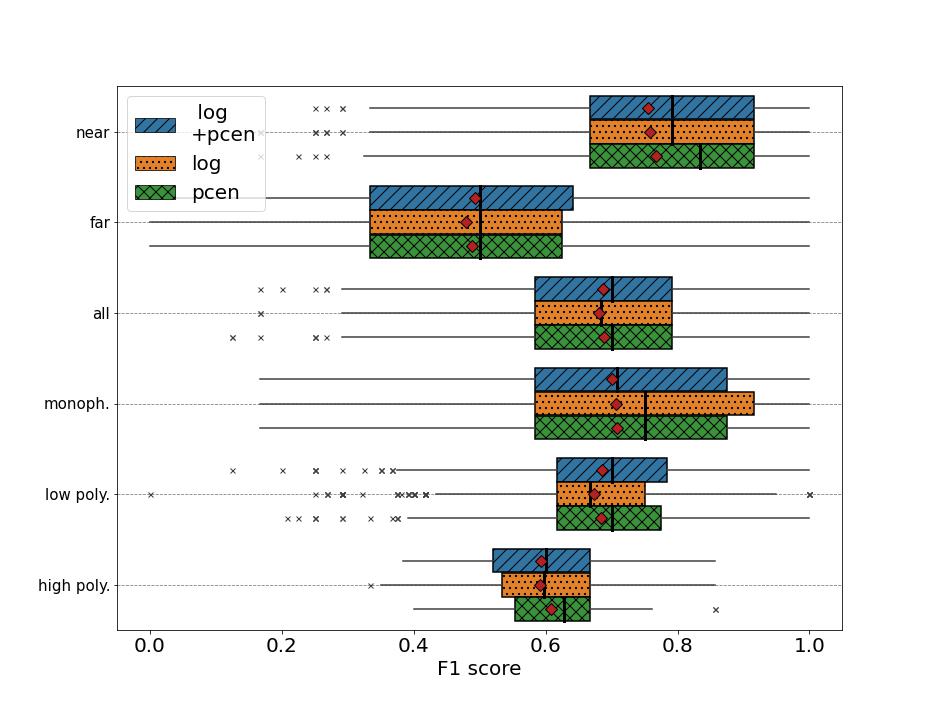 log
+pcen
log
pcen
near
far
all
monoph.
low poly.
high poly.
0.0 0.2 0.4 0.6 0.8 1.0
F1 score